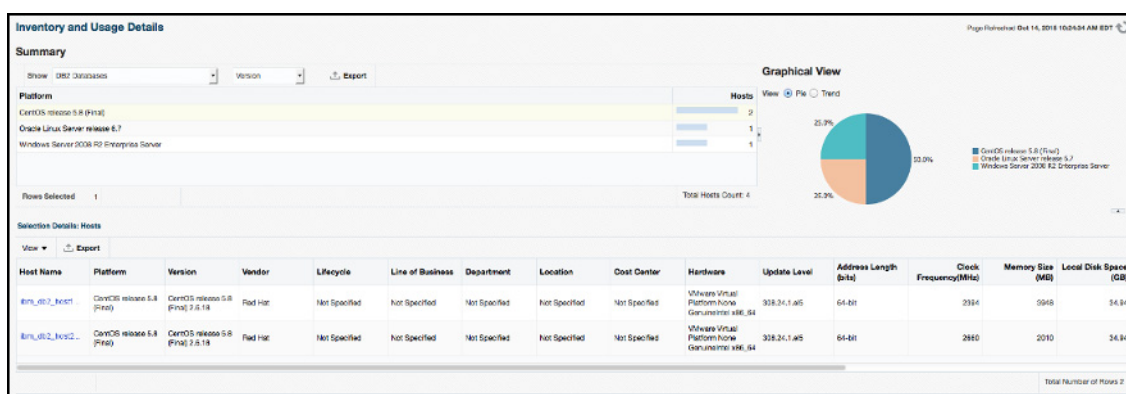 Inventory and Usage Details
Page Refreshed Oct 14, 2018 10:24:24 AM EDT
Summary
Show DB2 Databases Version Export
Platform Hosts
CentOS release 5.8 (Final) 2
Oracle Linux Server release 6.7 1
Windows Server 2008 R2 Enterprise Server 1
Rows Selected 1 Total Hosts Count: 4
Graphical View
View Pie Trend
25.0%
50.0%
25.0%
CentOS release 5.8 (Final)
Oracle Linux Server release 6.7
Windows Server 2008 R2 Enterprise Server
Selection Details: Hosts
View Export
Host Name Platform Version Vendor Lifecycle Line of Business Department Location Cost Center Hardware Update Level Address Length (bits) Clock Frequency(MHz) Memory Size (MB) Local Disk Space (GB)
ibm_db2_host1... CentOS release 5.8 (Final) CentOS release 5.8 (Final) 2.6.18 Red Hat Not Specified Not Specified Not Specified Not Specified Not Specified VMware Virtual Platform None GenuineIntel x86_64 308.24.1.el5 64-bit 34.94
ibm_db2_host2... CentOS release 5.8 (Final) CentOS release 5.8 (Final) 2.6.18 Red Hat Not Specified Not Specified Not Specified Not Specified Not Specified VMware Virtual Platform None GenuineIntel x86_64 308.24.1.el5 64-bit 2660 2010 34.94
Total Number of Rows 2